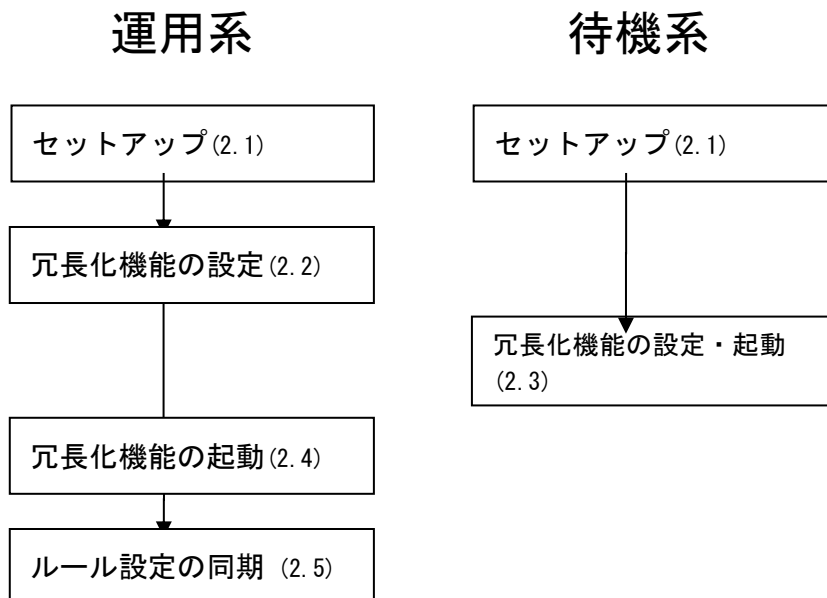 運用系
待機系
セットアップ(2.1)
セットアップ(2.1)
冗長化機能の設定(2.2)
冗長化機能の設定・起動
(2.3)
冗長化機能の起動(2.4)
ルール設定の同期 (2.5)